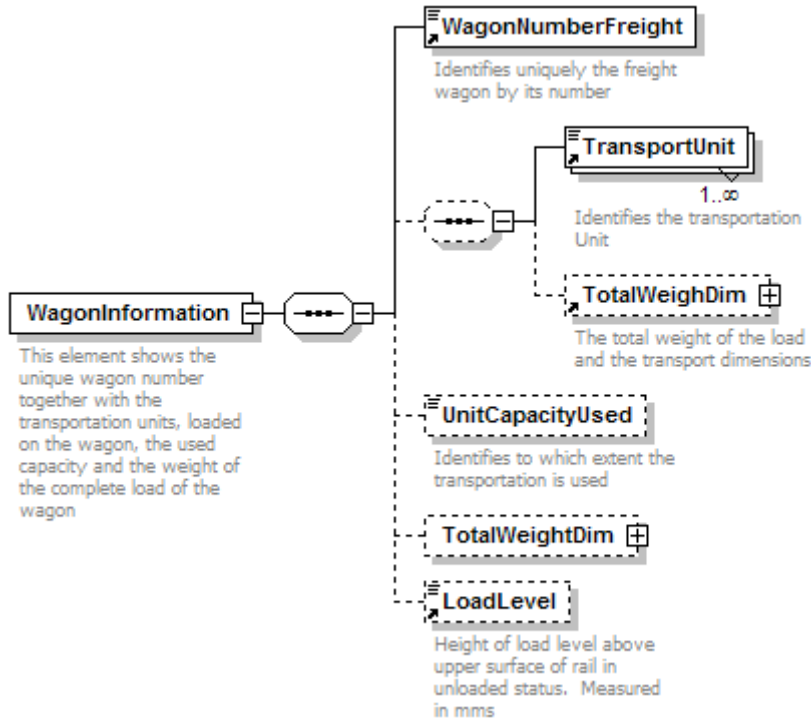 WagonNumberFreight
Identifies uniquely the freight
wagon by its number
TransportUnit
1..∞
Identifies the transportation
Unit
TotalWeighDim
The total weight of the load
and the transport dimensions
WagonInformation
This element shows the
unique wagon number
together with the
transportation units, loaded
on the wagon, the used
capacity and the weight of
the complete load of the
wagon
UnitCapacityUsed
Identifies to which extent the
transportation is used
TotalWeightDim
LoadLevel
Height of load level above
upper surface of rail in
unloaded status.  Measured
in mms